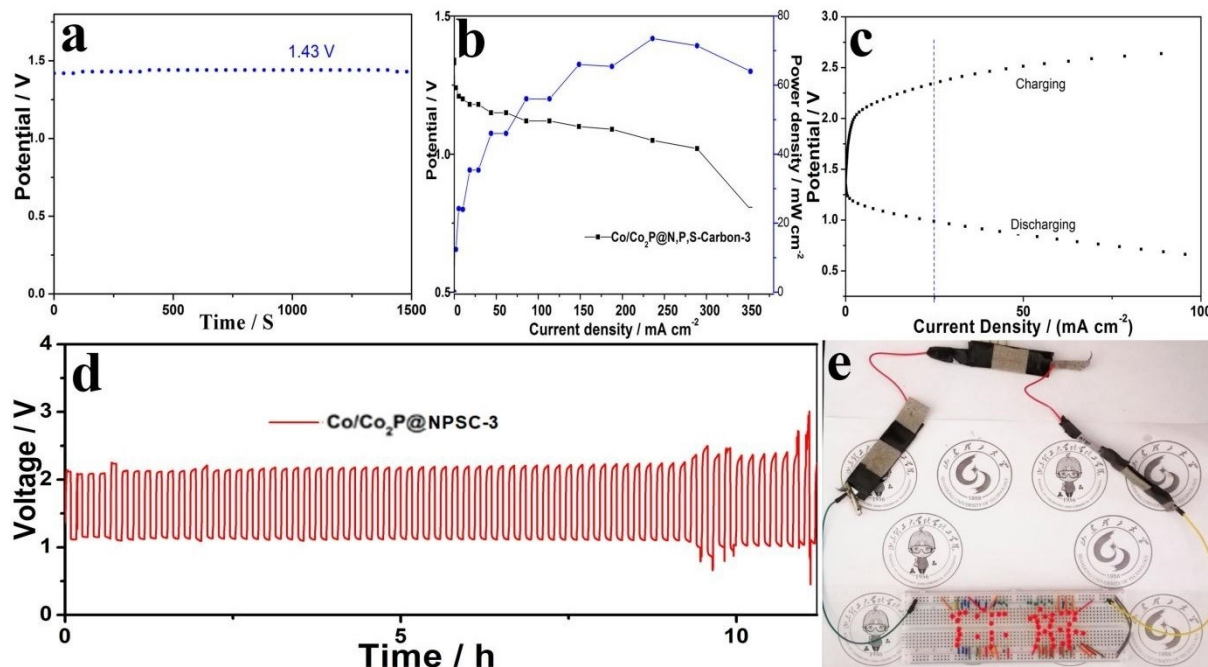 a
1.43 V
Potential / V
1.5
1.0
0.5
0.0
0
500
1000
1500
Time / S
b
Potential / V
1.5
1.0
0.5
Power density / mW cm-2
80
60
40
20
0
Co/Co2P@N,P,S-Carbon-3
0 50 100 150 200 250 300 350
Current density / mA cm-2
c
Potential / V
3.0
2.5
2.0
1.5
1.0
0.5
Charging
Discharging
0 50 100
Current Density / (mA cm-2)
d
Voltage / V
4
3
2
1
0
Co/Co2P@NPSC-3
0 5 10
Time / h
e
1956
1956
1956